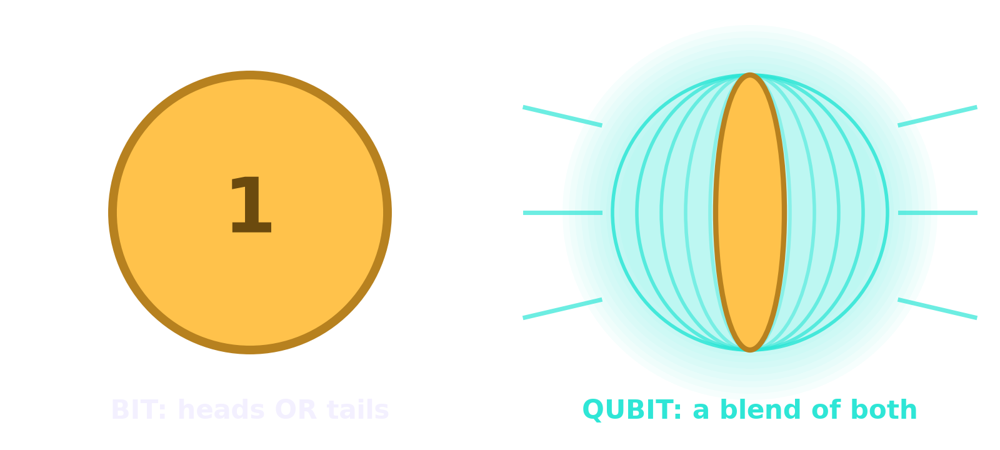 1
BIT: heads OR tails
QUBIT: a blend of both